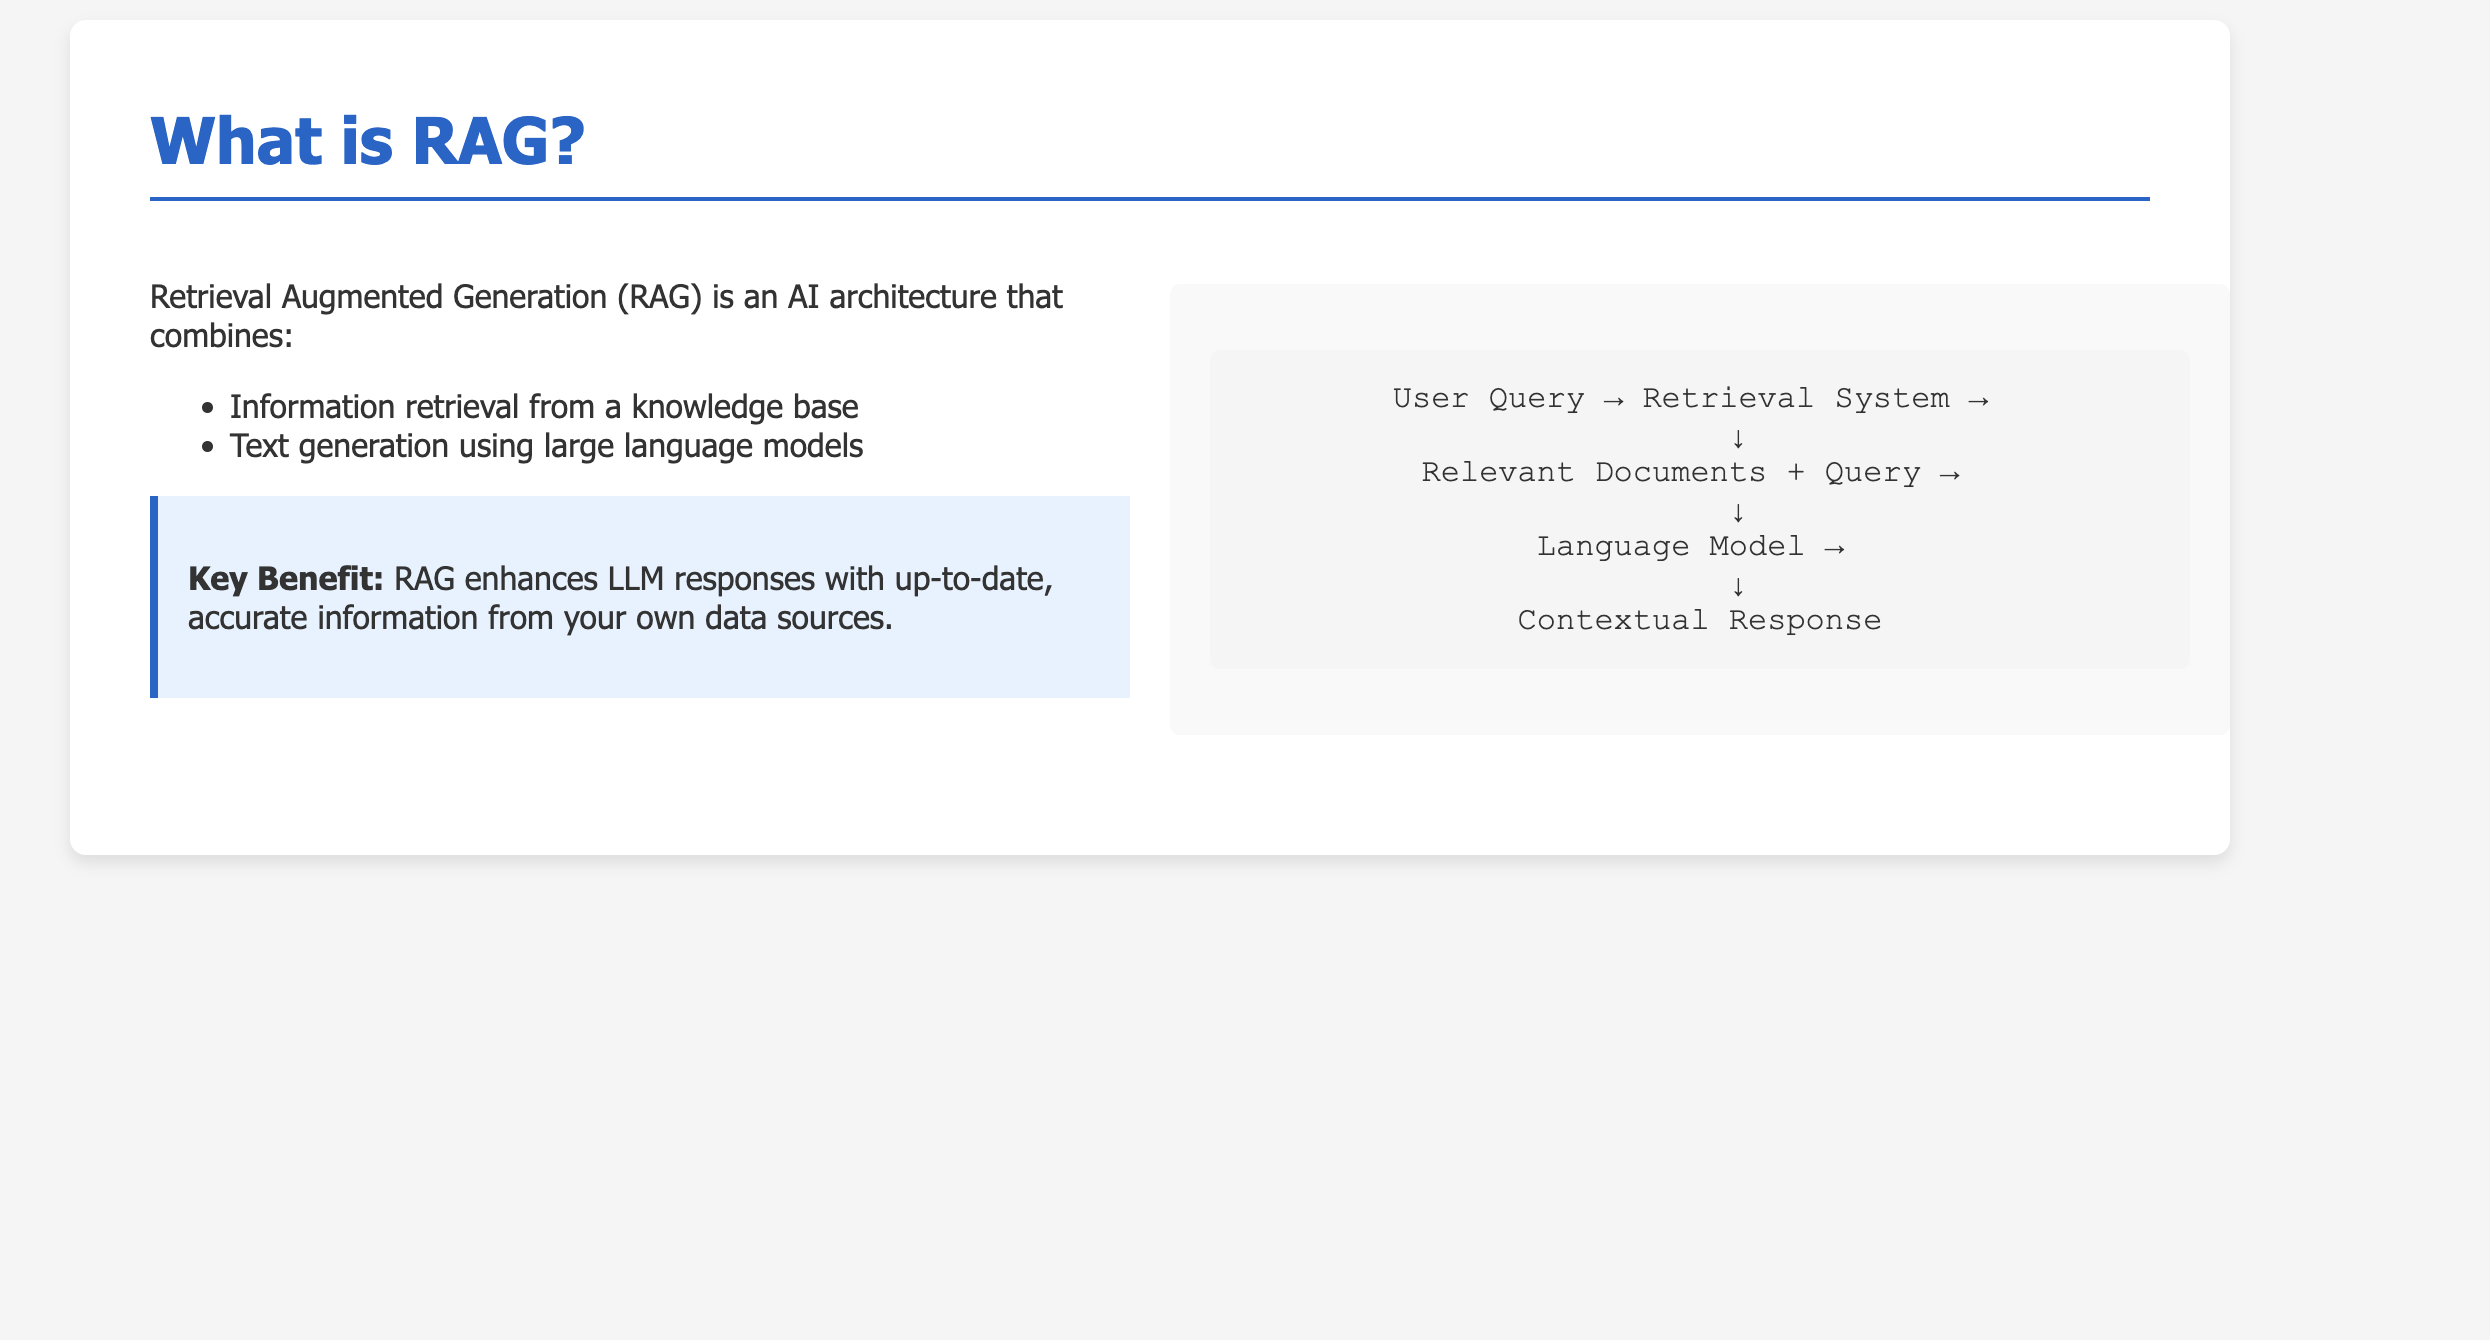 What is RAG?
Retrieval Augmented Generation (RAG) is an AI architecture that
combines:
• Information retrieval from a knowledge base
• Text generation using large language models
Key Benefit: RAG enhances LLM responses with up-to-date,
accurate information from your own data sources.
User Query → Retrieval System →
↓
Relevant Documents + Query →
↓
Language Model →
↓
Contextual Response